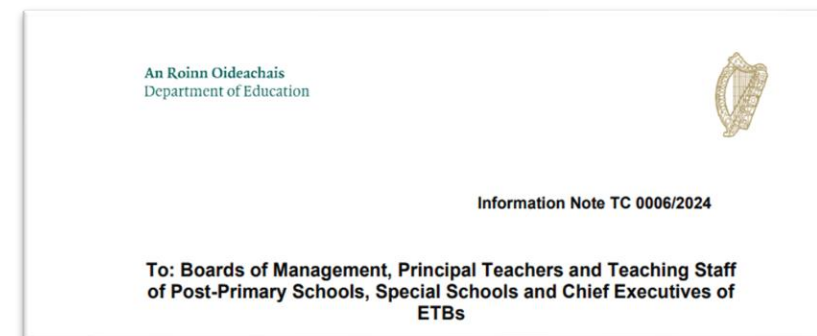 An Roinn Oideachais
Department of Education
Information Note TC 0006/2024
To: Boards of Management, Principal Teachers and Teaching Staff
of Post-Primary Schools, Special Schools and Chief Executives of
ETBs